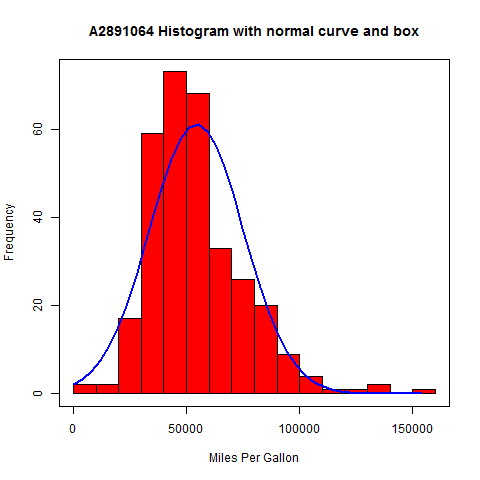 A2891064 Histogram with normal curve and box
Frequency
60
40
20
0
0 50000 100000 150000
Miles Per Gallon